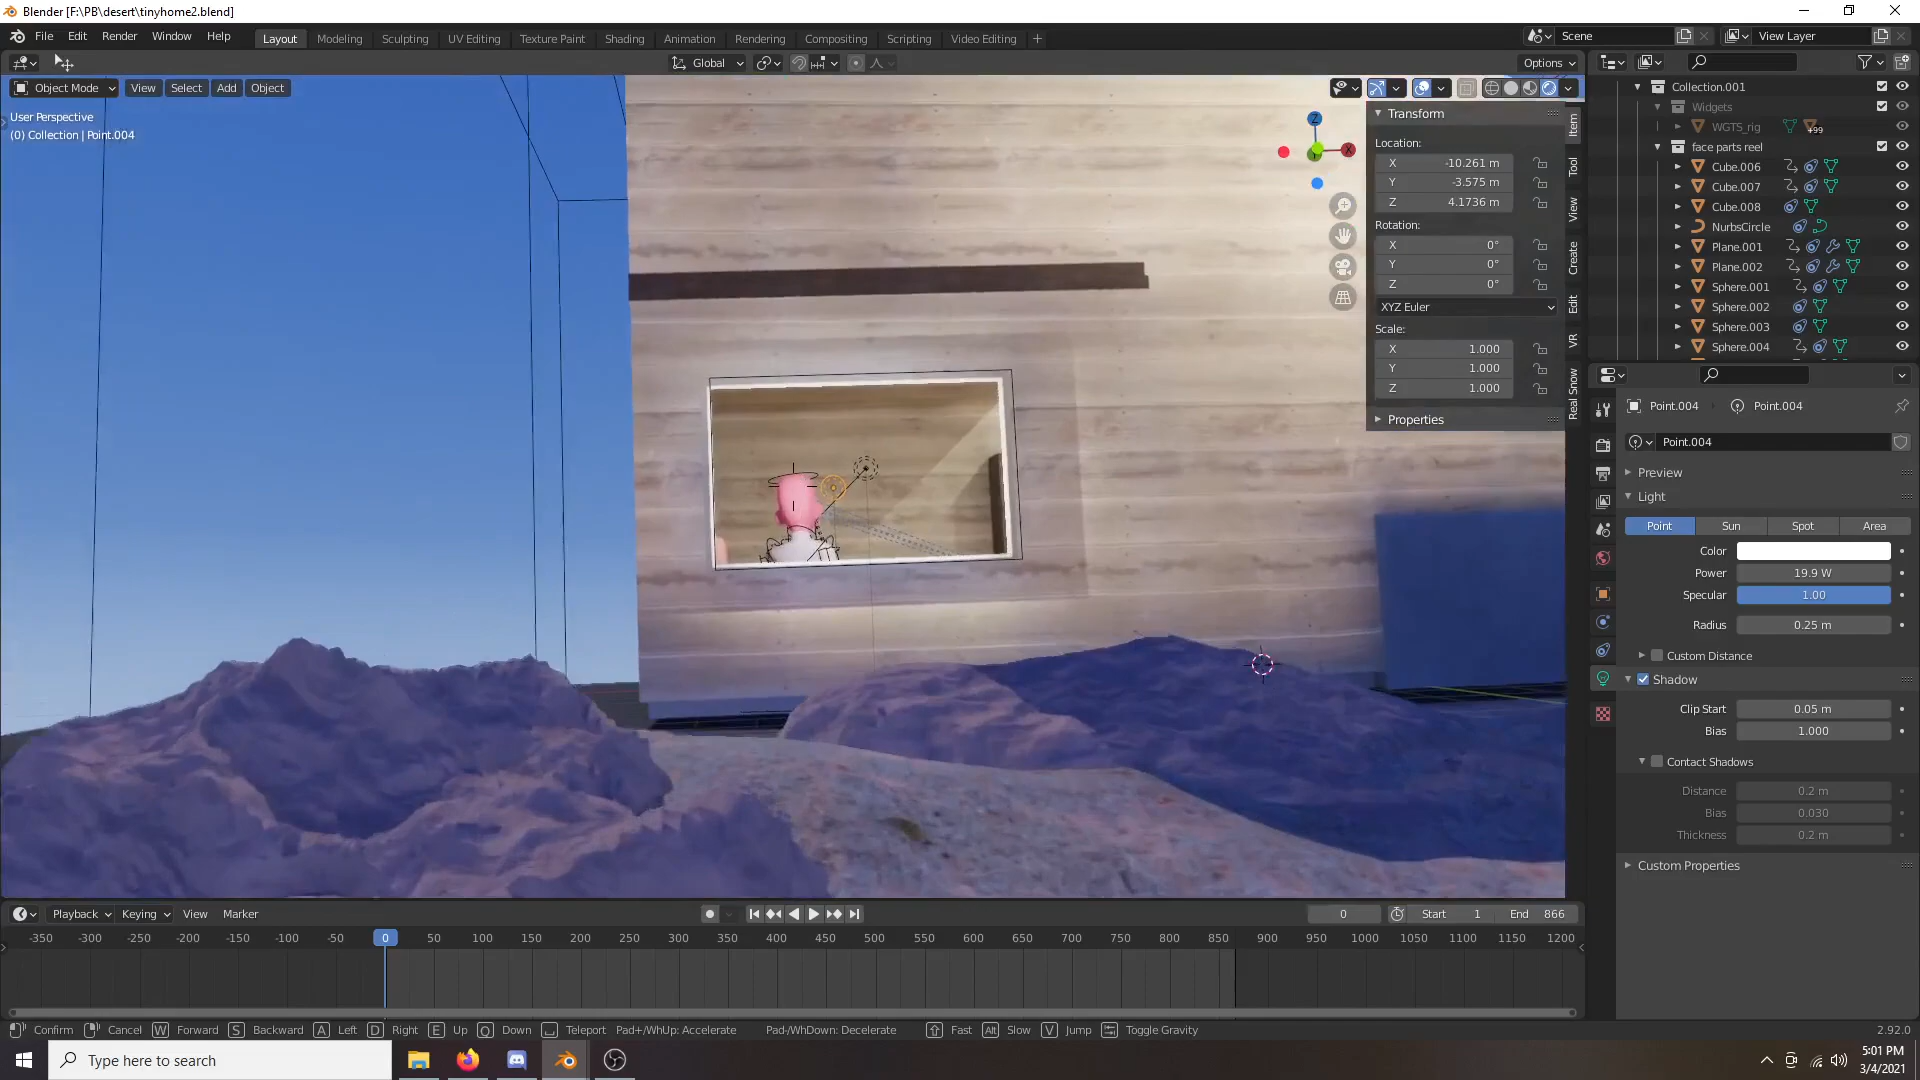 Blender [F:\PB\desert\tinyhome2.blend]
File Edit Render Window Help
Layout Modeling Sculpting UV Editing Texture Paint Shading Animation Rendering Compositing Scripting Video Editing +
Scene
View Layer
Global
Options
Object Mode View Select Add Object
User Perspective
(0) Collection | Point.004
Z
X
Y
Transform
Location:
X -10.261 m
Y -3.575 m
Z 4.1736 m
Rotation:
X 0°
Y 0°
Z 0°
XYZ Euler
Scale:
X 1.000
Y 1.000
Z 1.000
Properties
Item
Tool
View
Create
Edit
VR
Real Snow
Collection.001
Widgets
WGTS_rig +99
face parts reel
Cube.006
Cube.007
Cube.008
NurbsCircle
Plane.001
Plane.002
Sphere.001
Sphere.002
Sphere.003
Sphere.004
Point.004 Point.004
Point.004
Preview
Light
Point Sun Spot Area
Color
Power 19.9 W
Specular 1.00
Radius 0.25 m
Custom Distance
Shadow
Clip Start 0.05 m
Bias 1.000
Contact Shadows
Distance 0.2 m
Bias 0.030
Thickness 0.2 m
Custom Properties
Playback Keying View Marker
0 Start 1 End 866
-350 -300 -250 -200 -150 -100 -50 0 50 100 150 200 250 300 350 400 450 500 550 600 650 700 750 800 850 900 950 1000 1050 1100 1150 1200
Confirm Cancel W Forward S Backward A Left D Right E Up Q Down Teleport Pad+/WhUp: Accelerate Pad-/WhDown: Decelerate Fast Alt Slow V Jump Toggle Gravity 2.92.0
Type here to search
5:01 PM
3/4/2021